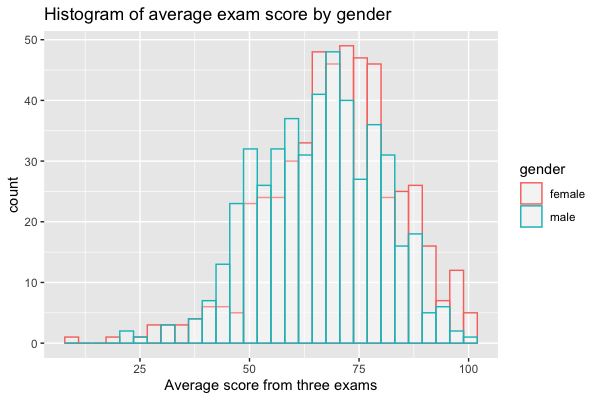 Histogram of average exam score by gender
50
40
30
20
10
0
count
25
50
75
100
Average score from three exams
gender
female
male